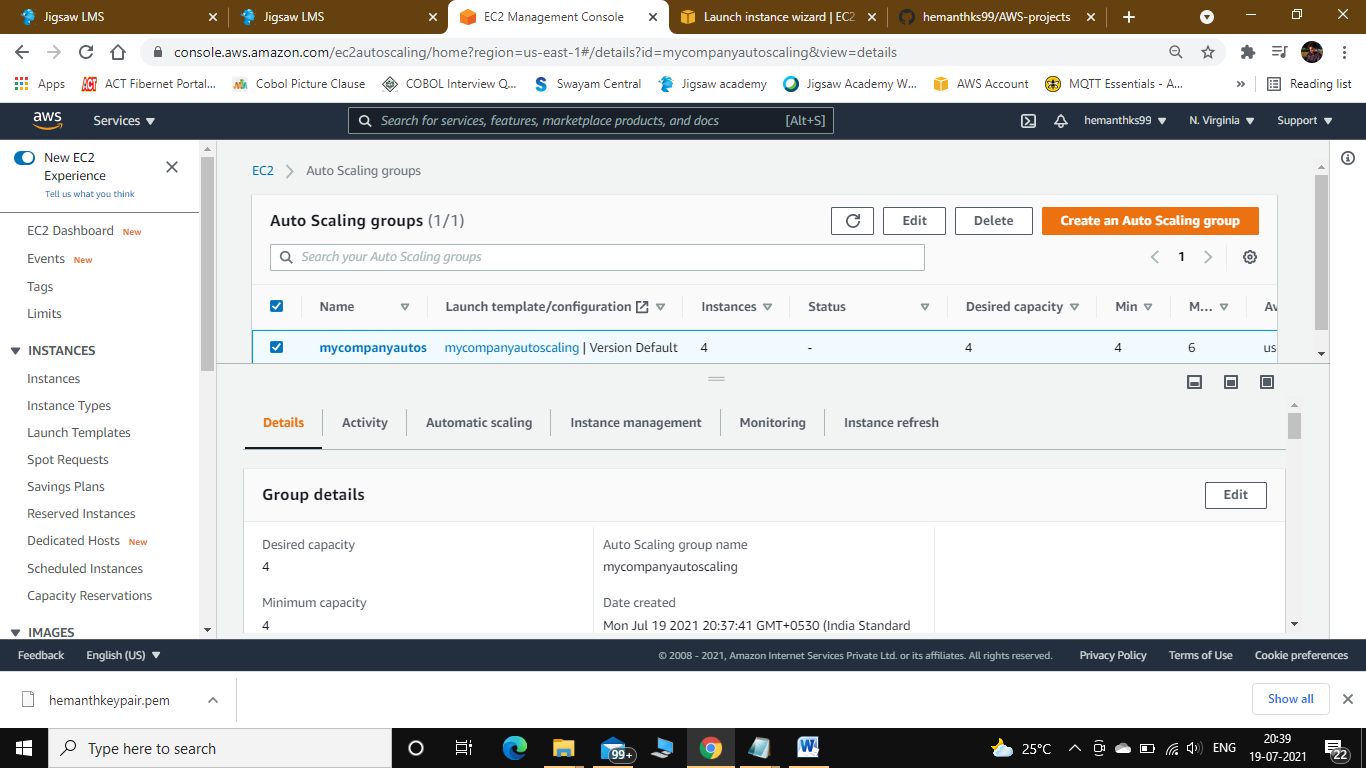 Jigsaw LMS
Jigsaw LMS
EC2 Management Console
Launch instance wizard | EC2
hemanthks99/AWS-projects
console.aws.amazon.com/ec2autoscaling/home?region=us-east-1#/details?id=mycompanyautoscaling&view=details
Apps
ACT Fibernet Portal...
Cobol Picture Clause
COBOL Interview Q...
Swayam Central
Jigsaw academy
Jigsaw Academy W...
AWS Account
MQTT Essentials - A...
»
Reading list
aws
Services
Search for services, features, marketplace products, and docs
[Alt+S]
hemanthks99
N. Virginia
Support
New EC2
Experience
Tell us what you think
EC2 Dashboard New
Events New
Tags
Limits
INSTANCES
Instances
Instance Types
Launch Templates
Spot Requests
Savings Plans
Reserved Instances
Dedicated Hosts New
Scheduled Instances
Capacity Reservations
IMAGES
EC2
Auto Scaling groups
Auto Scaling groups (1/1)
Edit
Delete
Create an Auto Scaling group
Search your Auto Scaling groups
1
Name
Launch template/configuration
Instances
Status
Desired capacity
Min
M...
Av
mycompanyautos
mycompanyautoscaling | Version Default
4
-
4
4
6
us
Details
Activity
Automatic scaling
Instance management
Monitoring
Instance refresh
Group details
Edit
Desired capacity
4
Minimum capacity
4
Auto Scaling group name
mycompanyautoscaling
Date created
Mon Jul 19 2021 20:37:41 GMT+0530 (India Standard
Feedback
English (US)
© 2008 - 2021, Amazon Internet Services Private Ltd. or its affiliates. All rights reserved.
Privacy Policy
Terms of Use
Cookie preferences
hemanthkeypair.pem
Show all
Type here to search
99+
25°C
ENG
20:39
19-07-2021
22